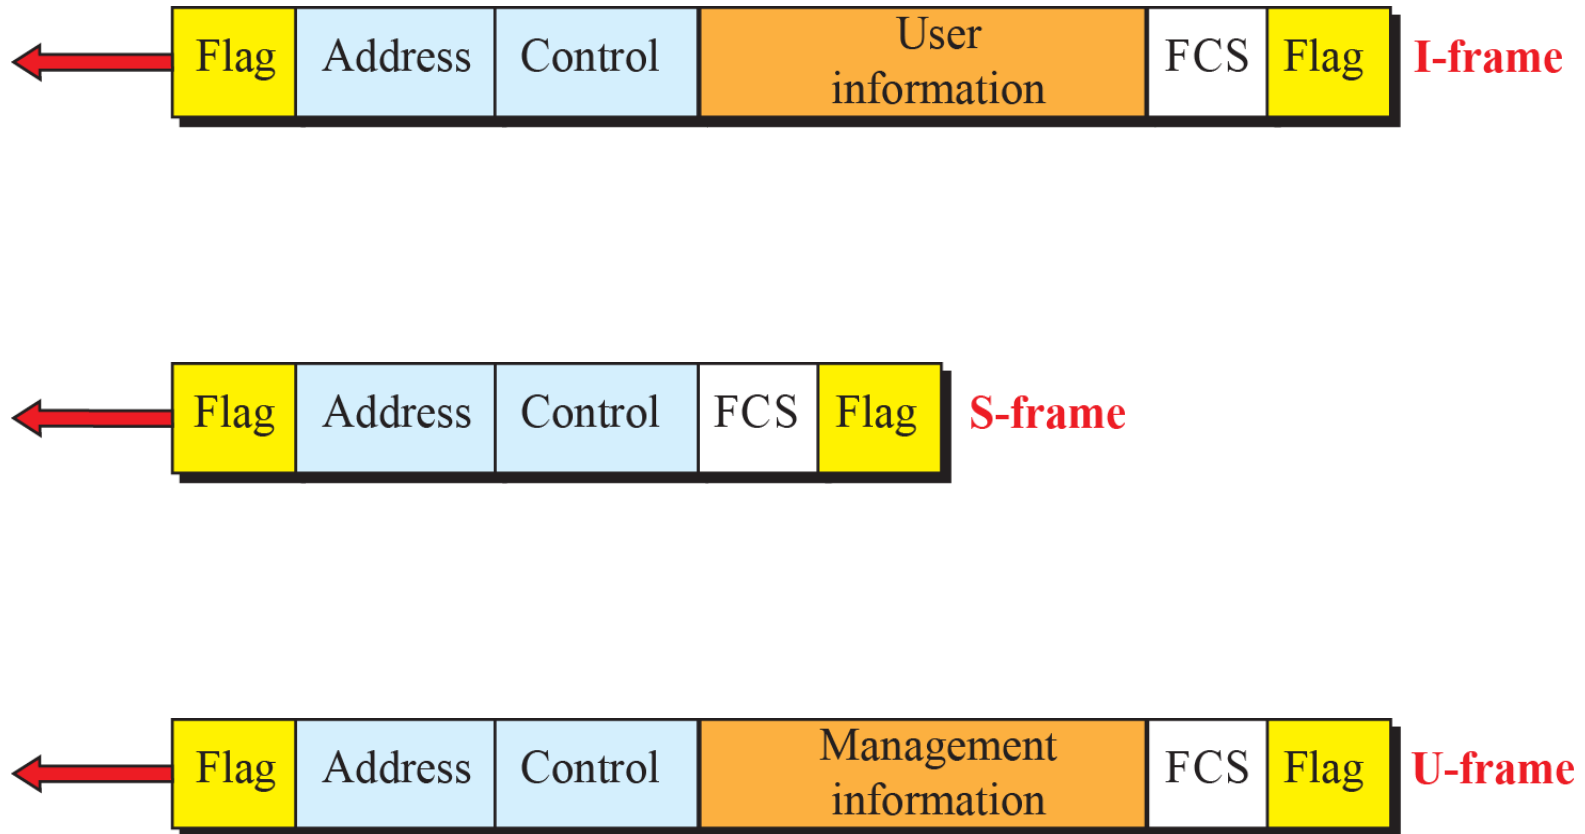 Flag Address Control User information FCS Flag I-frame
Flag Address Control FCS Flag S-frame
Flag Address Control Management information FCS Flag U-frame